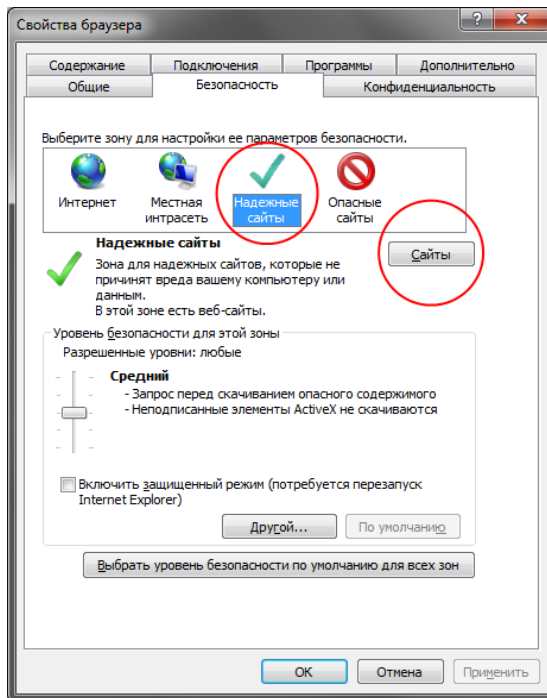 Свойства браузера
Содержание Подключения Программы Дополнительно
Общие Безопасность Конфиденциальность
Выберите зону для настройки ее параметров безопасности.
Интернет Местная интрасеть Надежные сайты Опасные сайты
Надежные сайты
Сайты
Зона для надежных сайтов, которые не
причинят вреда вашему компьютеру или
данным.
В этой зоне есть веб-сайты.
Уровень безопасности для этой зоны
Разрешенные уровни: любые
Средний
- Запрос перед скачиванием опасного содержимого
- Неподписанные элементы ActiveX не скачиваются
Включить защищенный режим (потребуется перезапуск
Internet Explorer)
Другой... По умолчанию
Выбрать уровень безопасности по умолчанию для всех зон
ОК Отмена Применить